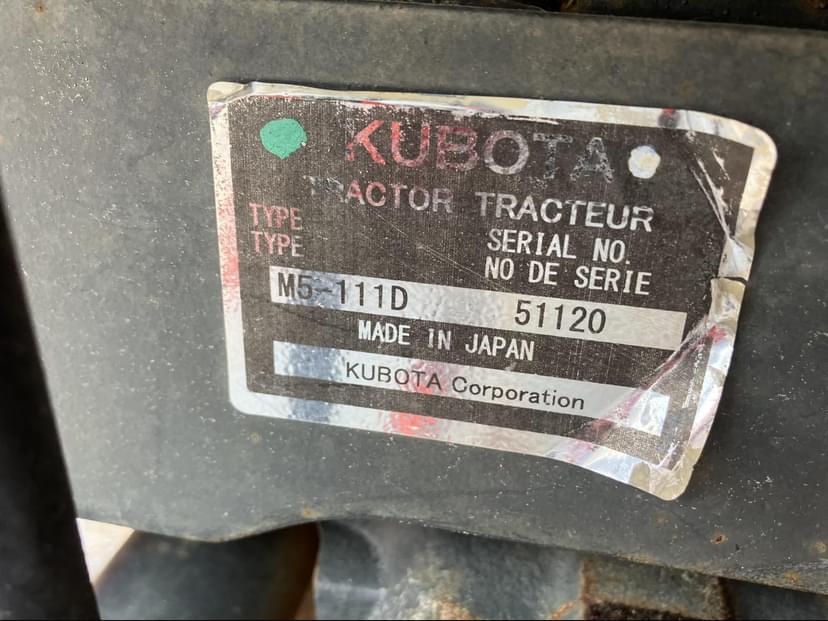 KUBOTA
TRACTOR TRACTEUR
TYPE SERIAL NO.
TYPE NO DE SERIE
M5-111D 51120
MADE IN JAPAN
KUBOTA Corporation